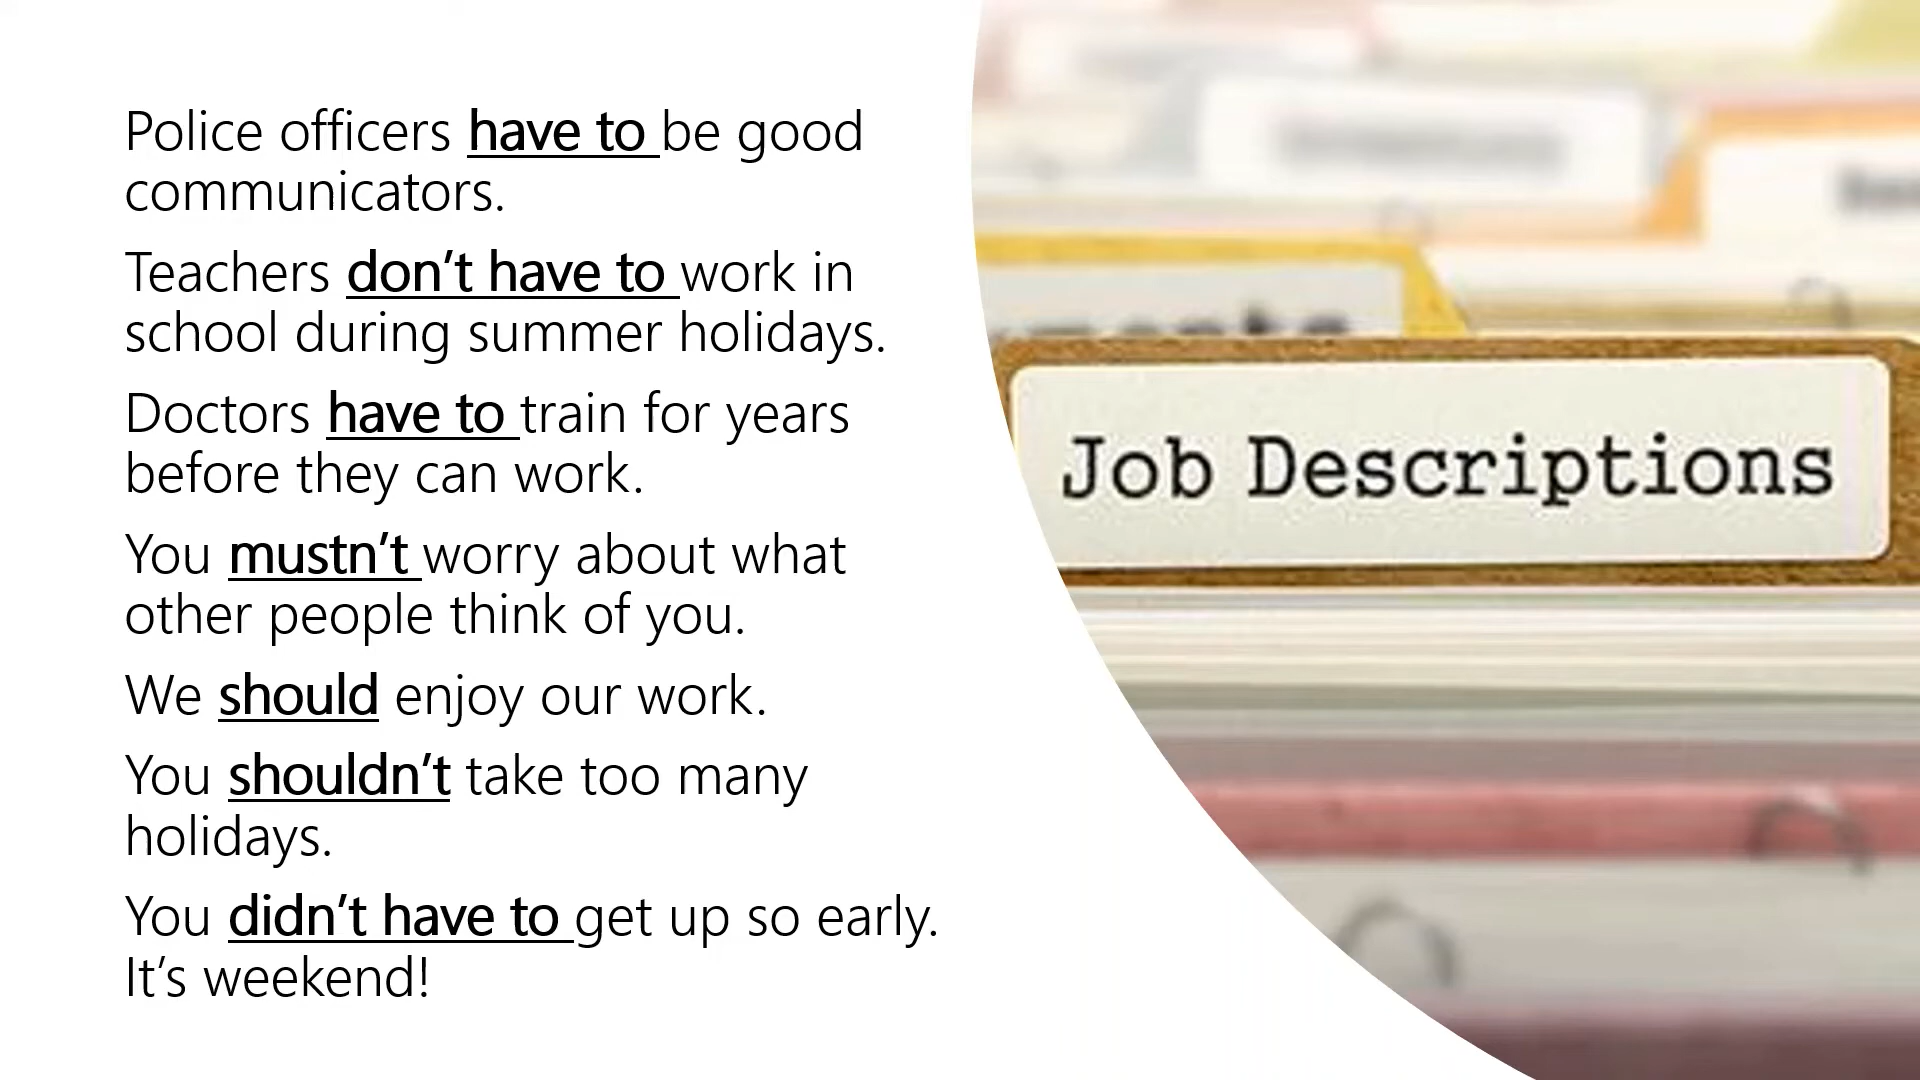 Police officers have to be good
communicators.
Teachers don’t have to work in
school during summer holidays.
Doctors have to train for years
before they can work.
You mustn’t worry about what
other people think of you.
We should enjoy our work.
You shouldn’t take too many
holidays.
You didn’t have to get up so early.
It’s weekend!
Job Descriptions